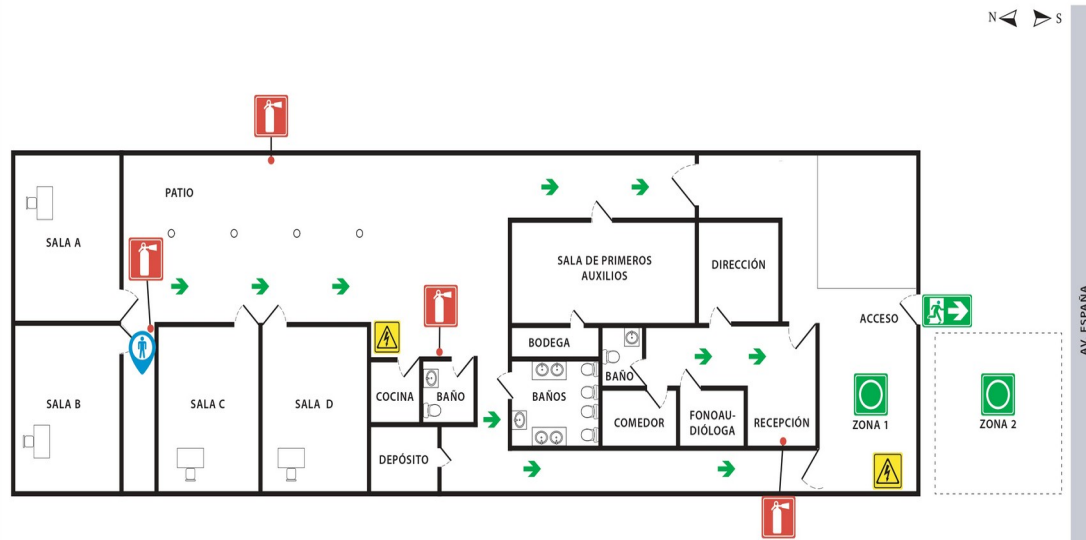 N S
PATIO
SALA A
SALA DE PRIMEROS
AUXILIOS
DIRECCIÓN
ACCESO
AV. ESPAÑA
BODEGA
BAÑO
SALA B
SALA C
SALA D
COCINA
BAÑO
BAÑOS
COMEDOR
FONOAU-
DIÓLOGA
RECEPCIÓN
ZONA 1
ZONA 2
DEPÓSITO